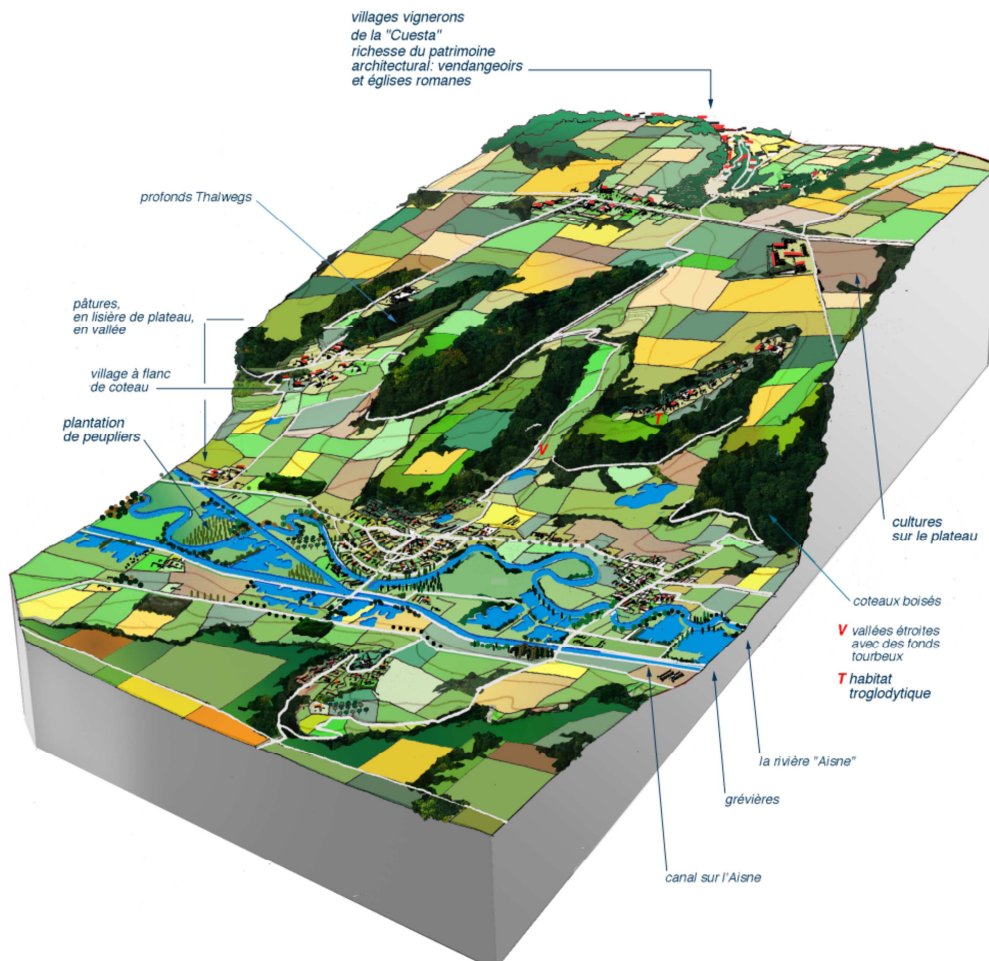 villages vignerons
de la "Cuesta"
richesse du patrimoine
architectural: vendangeoirs
et églises romanes
profonds Thalwegs
pâtures,
en lisière de plateau,
en vallée
village à flanc
de coteau
plantation
de peupliers
T
V
cultures
sur le plateau
coteaux boisés
V vallées étroites
avec des fonds
tourbeux
T habitat
troglodytique
la rivière "Aisne"
grévières
canal sur l'Aisne